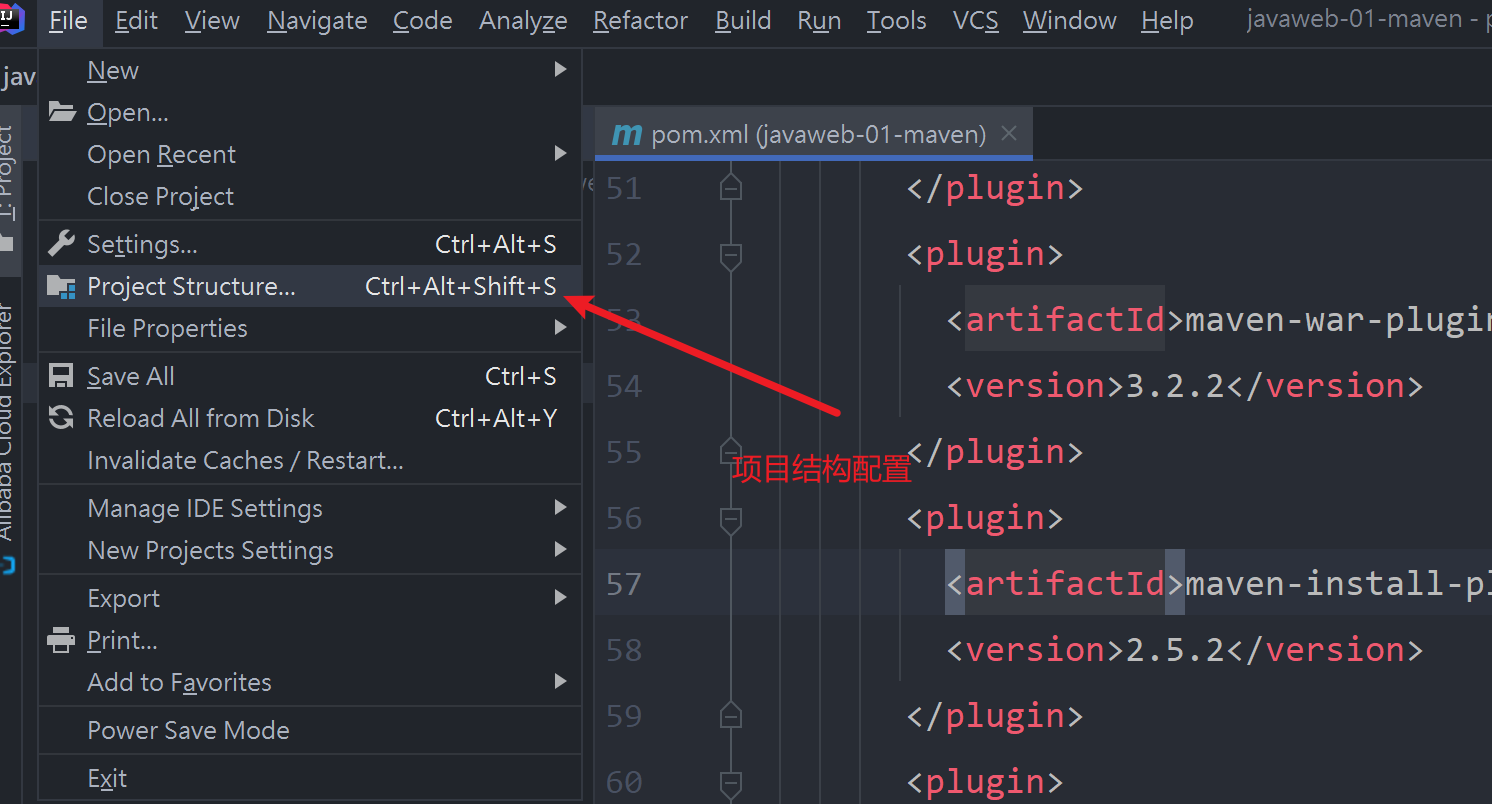 File Edit View Navigate Code Analyze Refactor Build Run Tools VCS Window Help javaweb-01-maven -
jav
1: Project
Alibaba Cloud Explorer
New
Open...
Open Recent
Close Project
Settings... Ctrl+Alt+S
Project Structure... Ctrl+Alt+Shift+S
File Properties
Save All Ctrl+S
Reload All from Disk Ctrl+Alt+Y
Invalidate Caches / Restart...
Manage IDE Settings
New Projects Settings
Export
Print...
Add to Favorites
Power Save Mode
Exit
项目结构配置
pom.xml (javaweb-01-maven)
51 </plugin>
52 <plugin>
53 <artifactId>maven-war-plugin
54 <version>3.2.2</version>
55 </plugin>
56 <plugin>
57 <artifactId>maven-install-pl
58 <version>2.5.2</version>
59 </plugin>
60 <plugin>